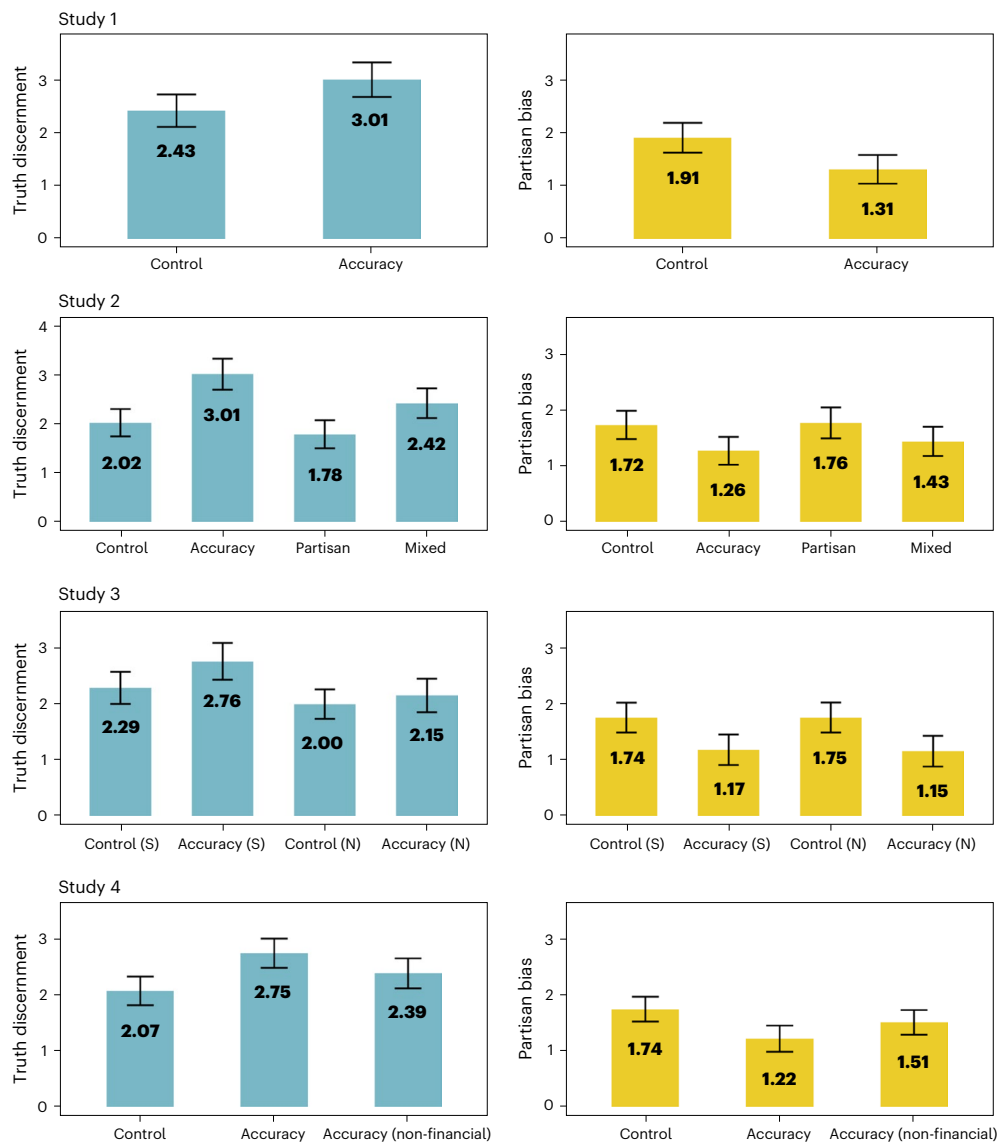 Study 1
Truth discernment
3
2
1
0
2.43
3.01
Control
Accuracy
Partisan bias
3
2
1
0
1.91
1.31
Control
Accuracy
Study 2
Truth discernment
4
3
2
1
0
2.02
3.01
1.78
2.42
Control
Accuracy
Partisan
Mixed
Partisan bias
3
2
1
0
1.72
1.26
1.76
1.43
Control
Accuracy
Partisan
Mixed
Study 3
Truth discernment
3
2
1
0
2.29
2.76
2.00
2.15
Control (S)
Accuracy (S)
Control (N)
Accuracy (N)
Partisan bias
3
2
1
0
1.74
1.17
1.75
1.15
Control (S)
Accuracy (S)
Control (N)
Accuracy (N)
Study 4
Truth discernment
3
2
1
0
2.07
2.75
2.39
Control
Accuracy
Accuracy (non-financial)
Partisan bias
3
2
1
0
1.74
1.22
1.51
Control
Accuracy
Accuracy (non-financial)